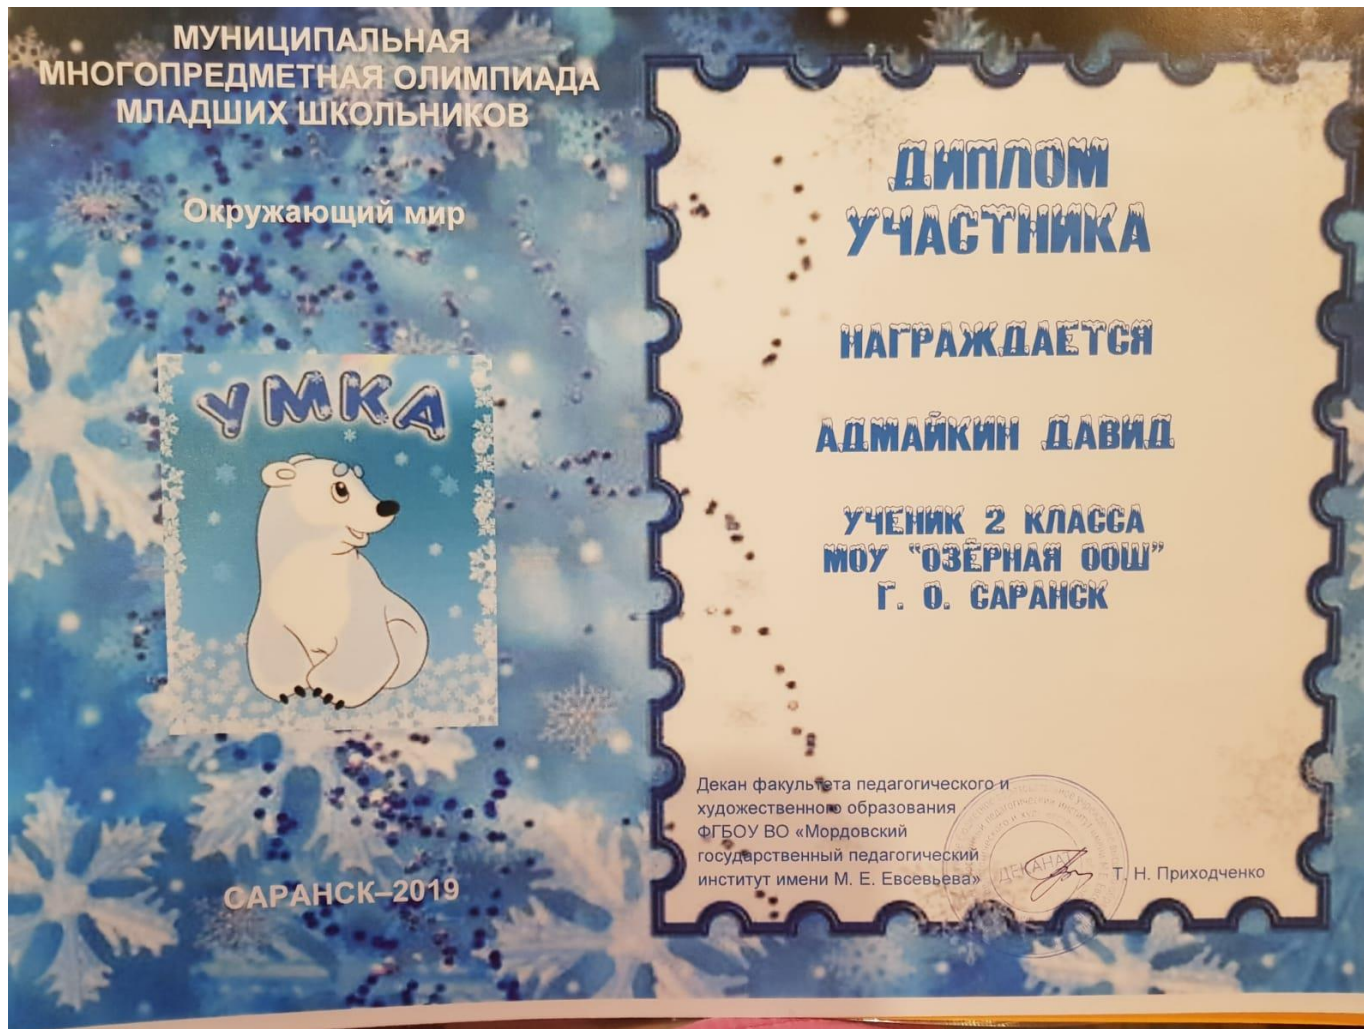 МУНИЦИПАЛЬНАЯ
МНОГОПРЕДМЕТНАЯ ОЛИМПИАДА
МЛАДШИХ ШКОЛЬНИКОВ
Окружающий мир
УМКА
САРАНСК–2019
ДИПЛОМ
УЧАСТНИКА
НАГРАЖДАЕТСЯ
АДМАЙКИН ДАВИД
УЧЕНИК 2 КЛАССА
МОУ "ОЗЁРНАЯ ООШ"
Г. О. САРАНСК
Декан факультета педагогического и
художественного образования
ФГБОУ ВО «Мордовский
государственный педагогический
институт имени М. Е. Евсевьева»
Т. Н. Приходченко
ДЕКАНАТ